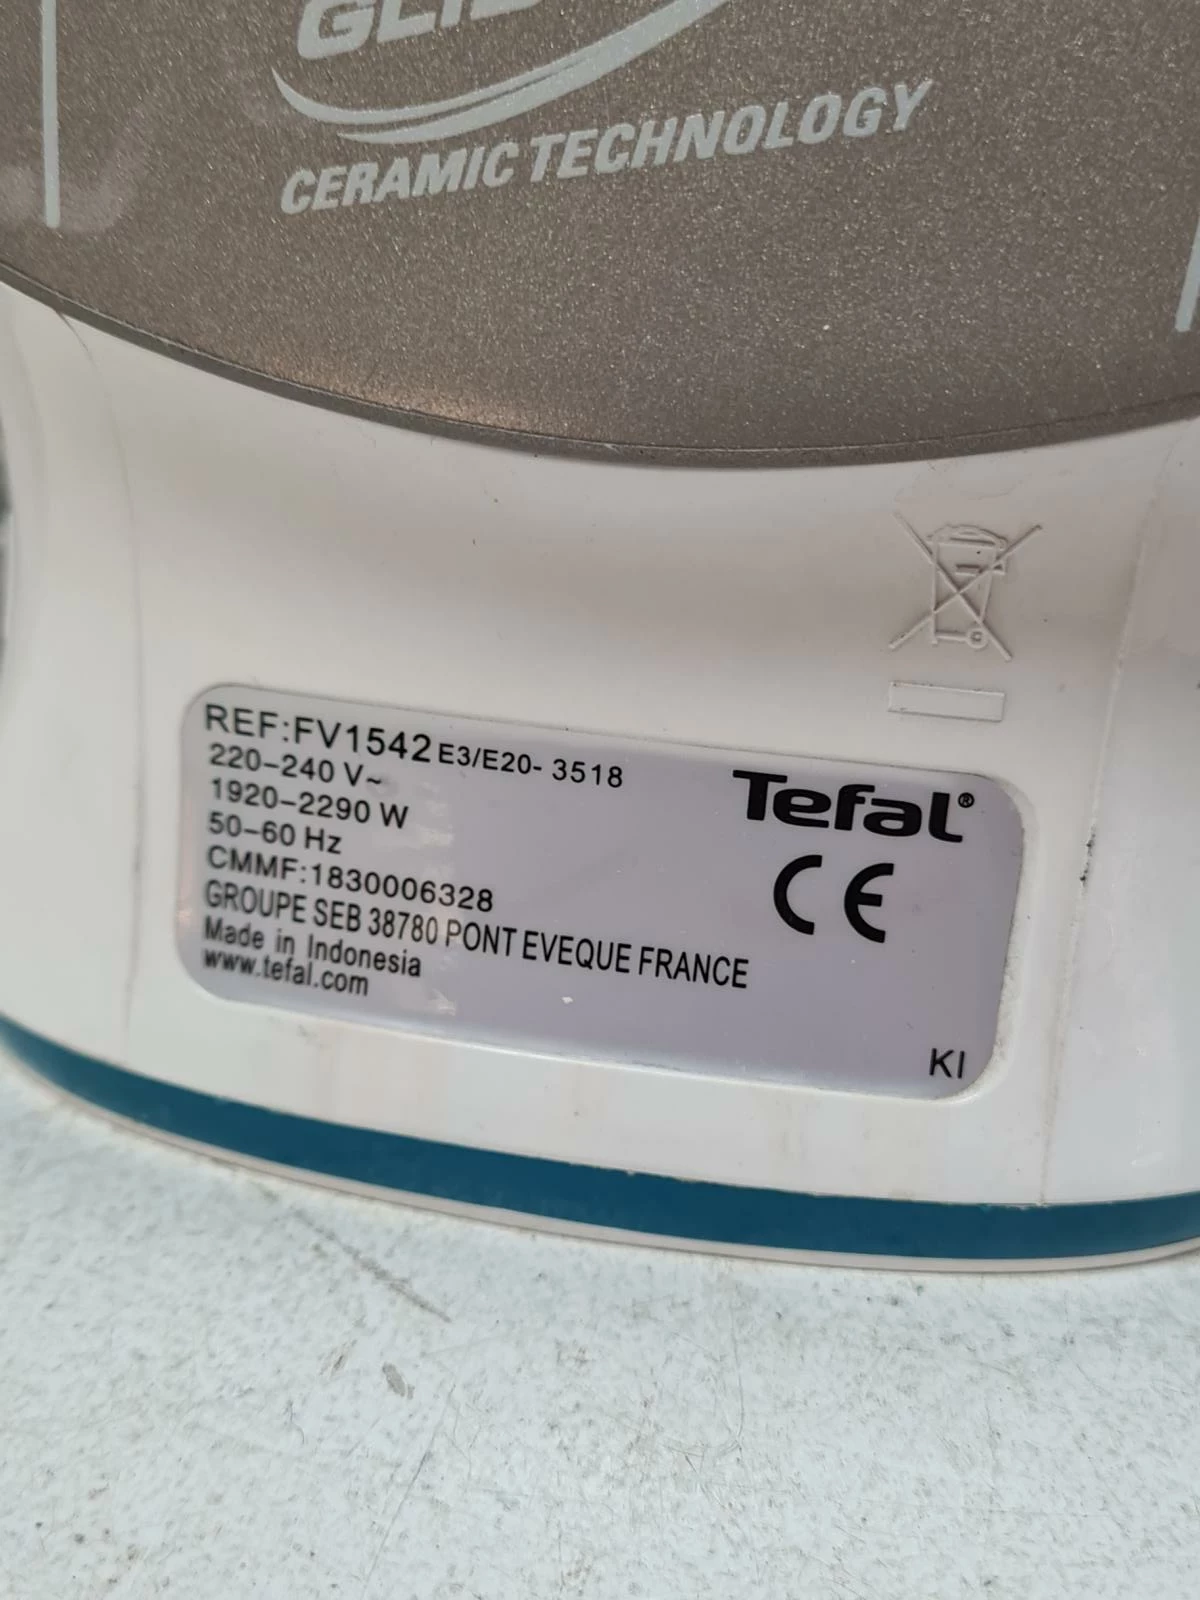 CERAMIC TECHNOLOGY
REF:FV1542 E3/E20- 3518
220-240 V~
1920-2290 W
50-60 Hz
CMMF:1830006328
GROUPE SEB 38780 PONT EVEQUE FRANCE
Made in Indonesia
www.tefal.com
Tefal®
CE
KI